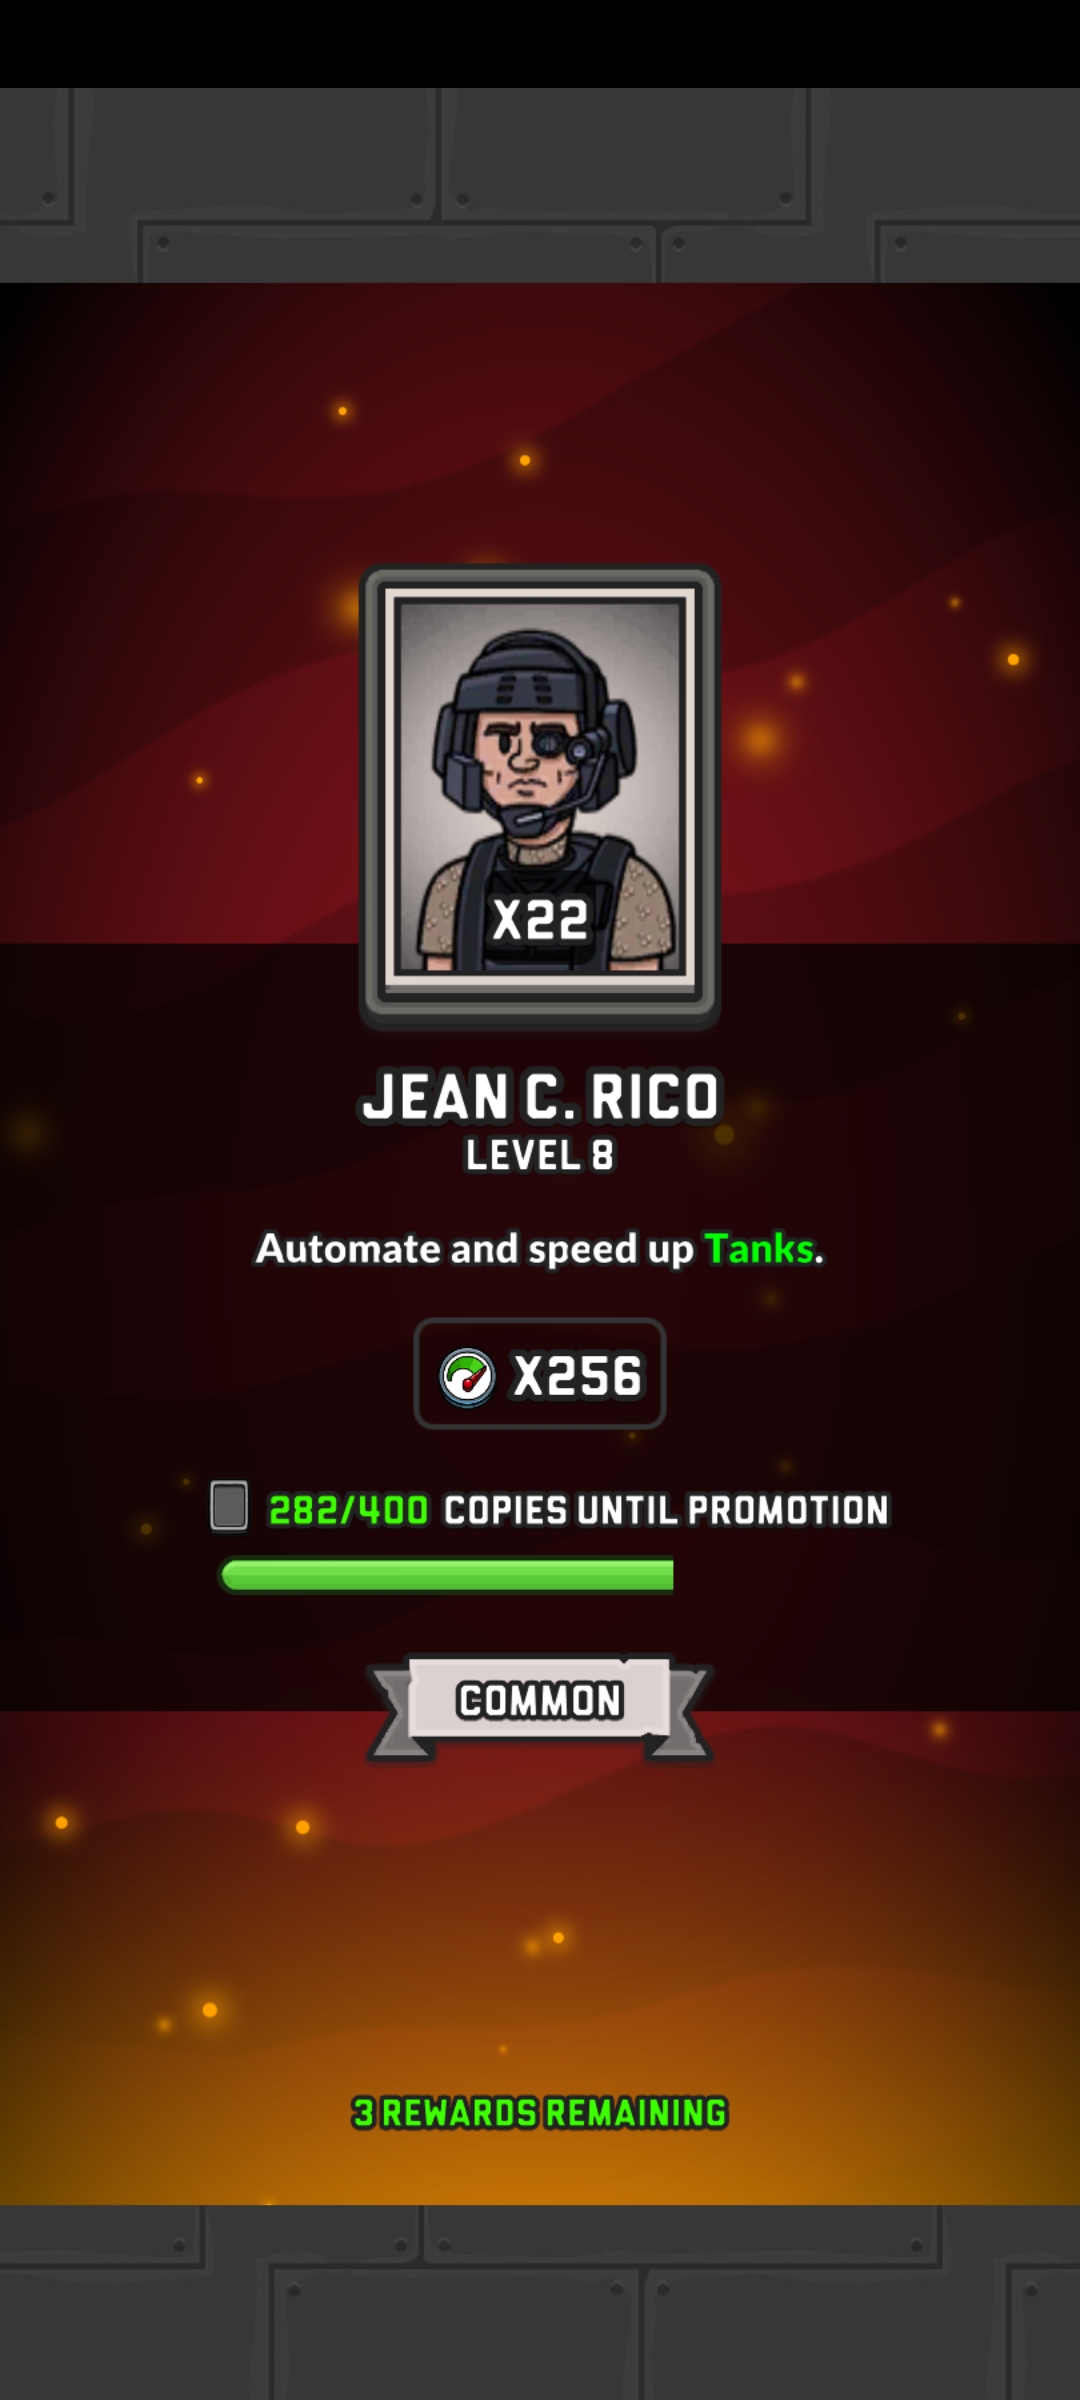 X22
JEAN C. RICO
LEVEL 8
Automate and speed up Tanks.
X256
282/400 COPIES UNTIL PROMOTION
COMMON
3 REWARDS REMAINING